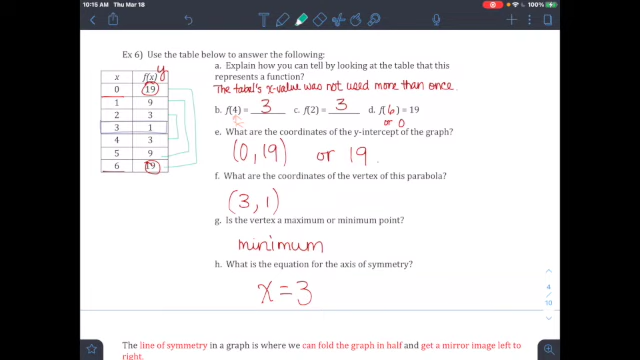 10:15 AM Thu Mar 18
Ex 6) Use the table below to answer the following:
x f(x) y
0 19
1 9
2 3
3 1
4 3
5 9
6 19
a. Explain how you can tell by looking at the table that this
represents a function?
The tabel's x-value was not used more than once.
b. f(4) = 3 c. f(2) = 3 d. f(6) = 19
or 0
e. What are the coordinates of the y-intercept of the graph?
(0, 19) or 19.
f. What are the coordinates of the vertex of this parabola?
(3, 1)
g. Is the vertex a maximum or minimum point?
minimum
h. What is the equation for the axis of symmetry?
x = 3
4
of
10
The line of symmetry in a graph is where we can fold the graph in half and get a mirror image left to
right.